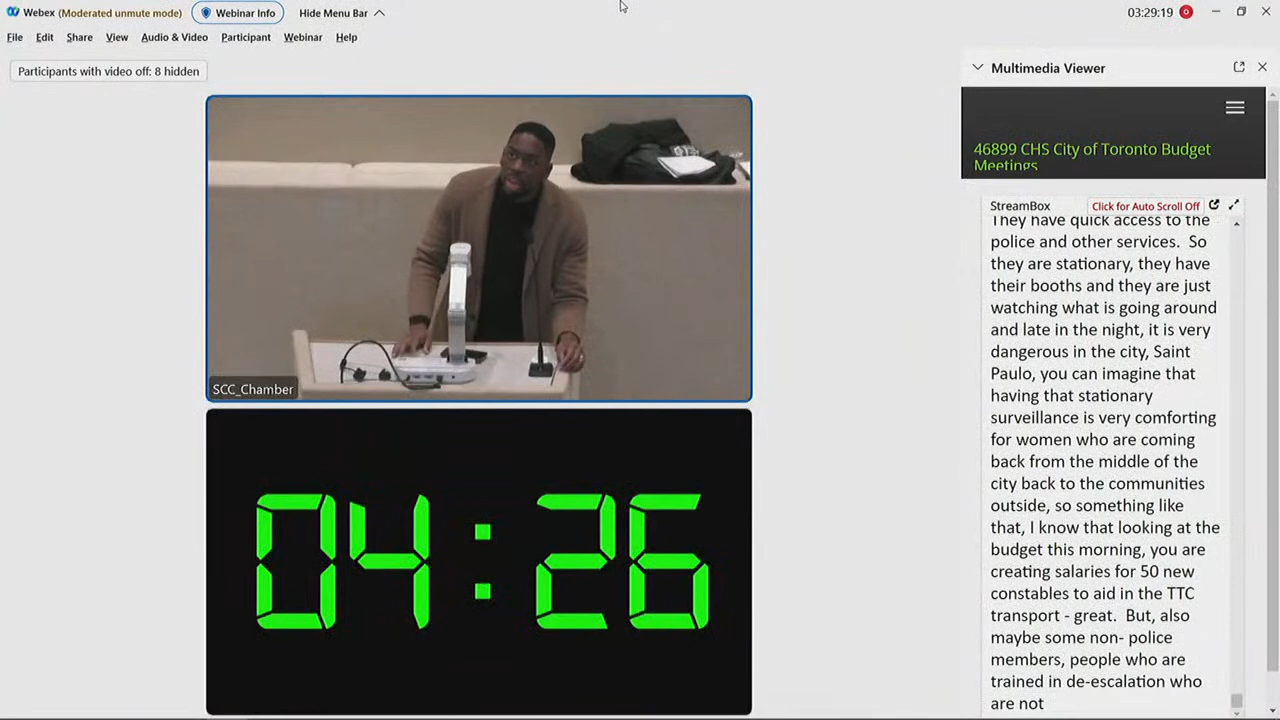 Webex (Moderated unmute mode) Webinar Info Hide Menu Bar 03:29:19
File Edit Share View Audio & Video Participant Webinar Help
Participants with video off: 8 hidden
SCC_Chamber
04:26
Multimedia Viewer
46899 CHS City of Toronto Budget
Meetings
StreamBox Click for Auto Scroll Off
They have quick access to the
police and other services. So
they are stationary, they have
their booths and they are just
watching what is going around
and late in the night, it is very
dangerous in the city, Saint
Paulo, you can imagine that
having that stationary
surveillance is very comforting
for women who are coming
back from the middle of the
city back to the communities
outside, so something like
that, I know that looking at the
budget this morning, you are
creating salaries for 50 new
constables to aid in the TTC
transport - great. But, also
maybe some non- police
members, people who are
trained in de-escalation who
are not